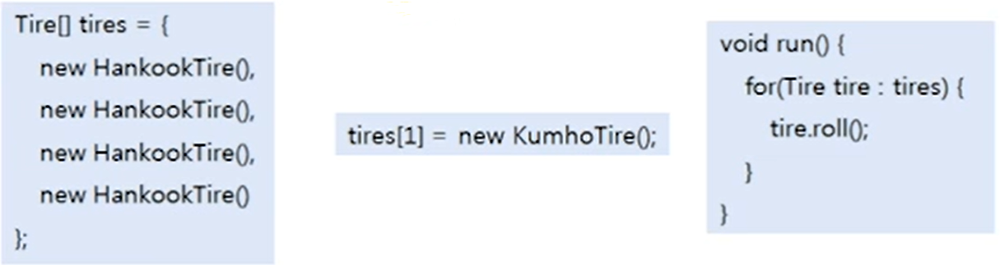 Tire[] tires = {
new HankookTire(),
new HankookTire(),
new HankookTire(),
new HankookTire()
};
tires[1] = new KumhoTire();
void run() {
for(Tire tire : tires) {
tire.roll();
}
}